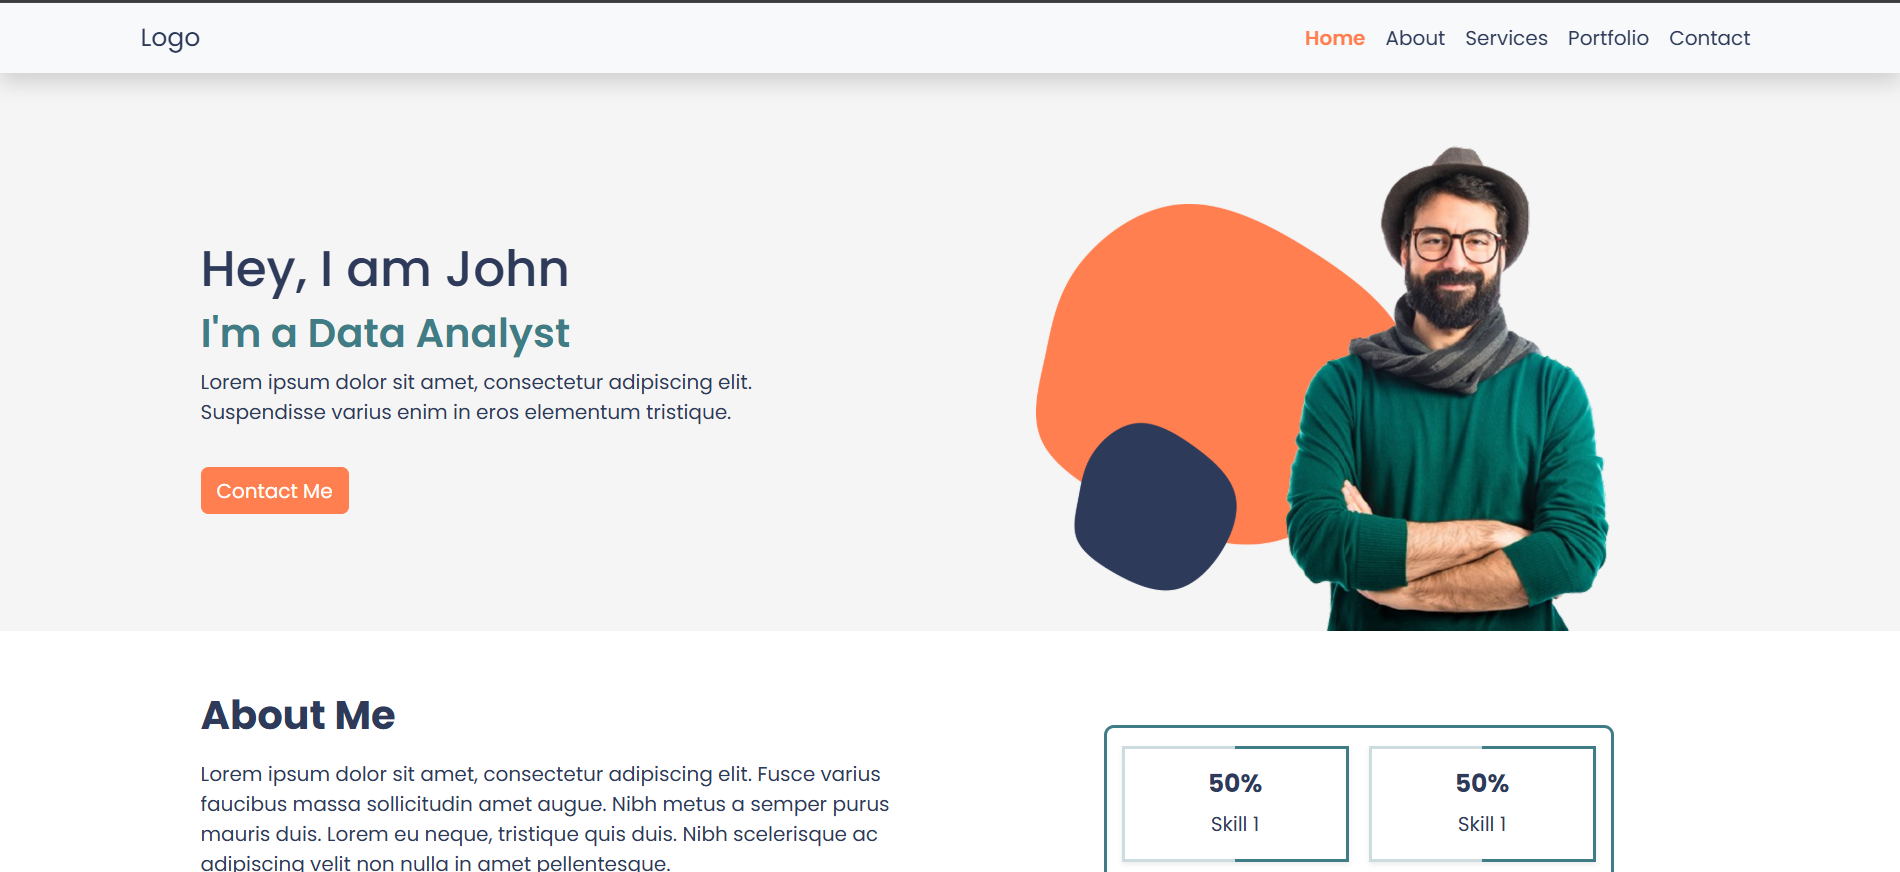 Logo
Home About Services Portfolio Contact
Hey, I am John
I'm a Data Analyst
Lorem ipsum dolor sit amet, consectetur adipiscing elit.
Suspendisse varius enim in eros elementum tristique.
Contact Me
About Me
Lorem ipsum dolor sit amet, consectetur adipiscing elit. Fusce varius
faucibus massa sollicitudin amet augue. Nibh metus a semper purus
mauris duis. Lorem eu neque, tristique quis duis. Nibh scelerisque ac
adipiscing velit non nulla in amet pellentesque.
50%
Skill 1
50%
Skill 1